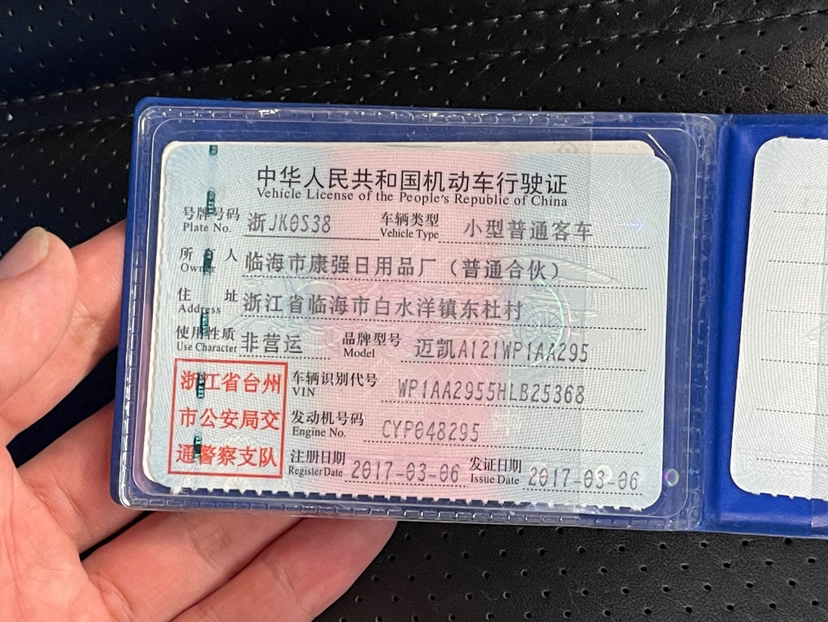 中华人民共和国机动车行驶证
Vehicle License of the People's Republic of China
号牌号码 浙JK0S38 车辆类型 小型普通客车
Plate No. Vehicle Type
所有人 临海市康强日用品厂（普通合伙）
Owner
住址 浙江省临海市白水洋镇东杜村
Address
使用性质 非营运 品牌型号 迈凯A121WP1AA295
Use Character Model
浙江省台州
市公安局交
通警察支队
车辆识别代号 WP1AA2955HLB25368
VIN
发动机号码 CYP048295
Engine No.
注册日期 2017-03-06 发证日期 2017-03-06
Register Date Issue Date